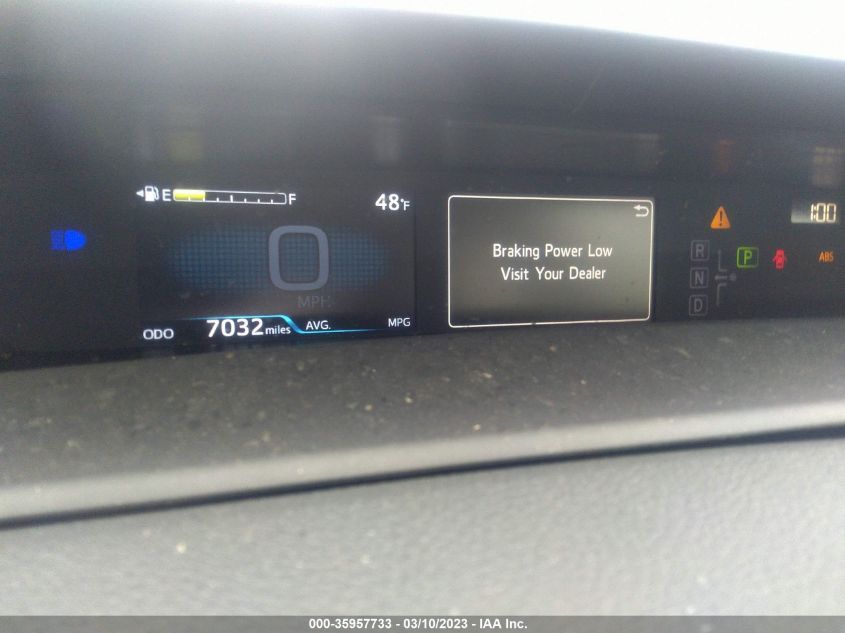 E F
48°F
1:00
R
Braking Power Low
Visit Your Dealer
P
ABS
0
N
MPH
D
ODO 7032 miles AVG. MPG
000-35957733 - 03/10/2023 - IAA Inc.